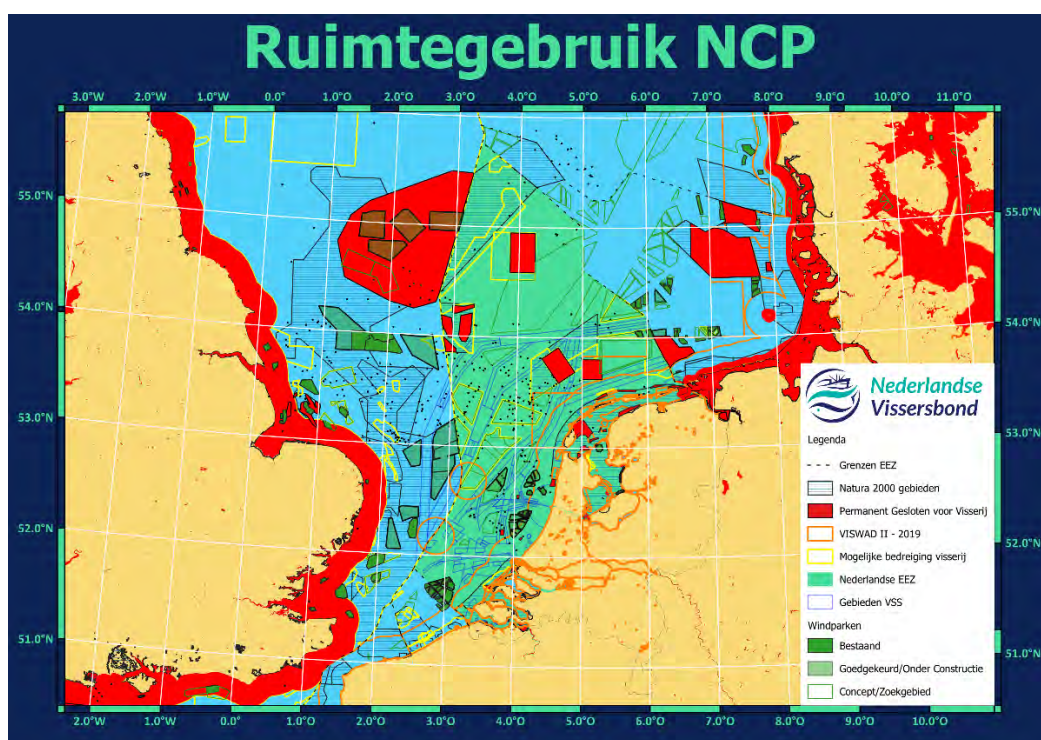 Ruimtegebruik NCP
3.0°W 2.0°W 1.0°W 0.0° 1.0°O 2.0°O 3.0°O 4.0°O 5.0°O 6.0°O 7.0°O 8.0°O 9.0°O 10.0°O 11.0°O
55.0°N
55.0°N
54.0°N
54.0°N
53.0°N
53.0°N
52.0°N
52.0°N
51.0°N
51.0°N
Nederlandse
Vissersbond
Legenda
Grenzen EEZ
Natura 2000 gebieden
Permanent Gesloten voor Visserij
VISWAD II - 2019
Mogelijke bedreiging visserij
Nederlandse EEZ
Gebieden VSS
Windparken
Bestaand
Goedgekeurd/Onder Constructie
Concept/Zoekgebied
2.0°W 1.0°W 0.0° 1.0°O 2.0°O 3.0°O 4.0°O 5.0°O 6.0°O 7.0°O 8.0°O 9.0°O 10.0°O